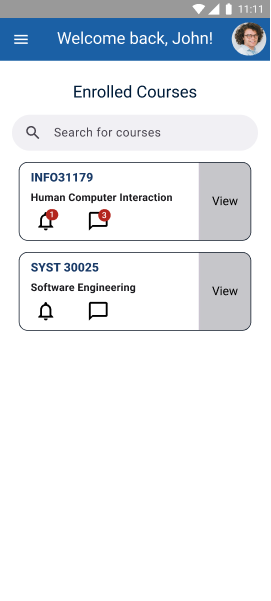 11:11
Welcome back, John!
Enrolled Courses
Search for courses
INFO31179
Human Computer Interaction
1
3
View
SYST 30025
Software Engineering
View